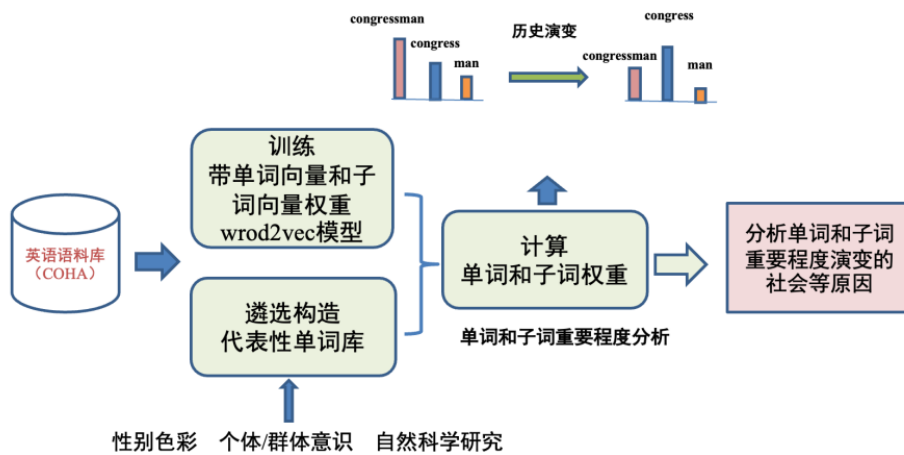 congressman
congress
man
历史演变
congress
congressman
man
训练
带单词向量和子
词向量权重
wrod2vec模型
英语语料库
（COHA）
遴选构造
代表性单词库
计算
单词和子词权重
分析单词和子词
重要程度演变的
社会等原因
单词和子词重要程度分析
性别色彩 个体/群体意识 自然科学研究